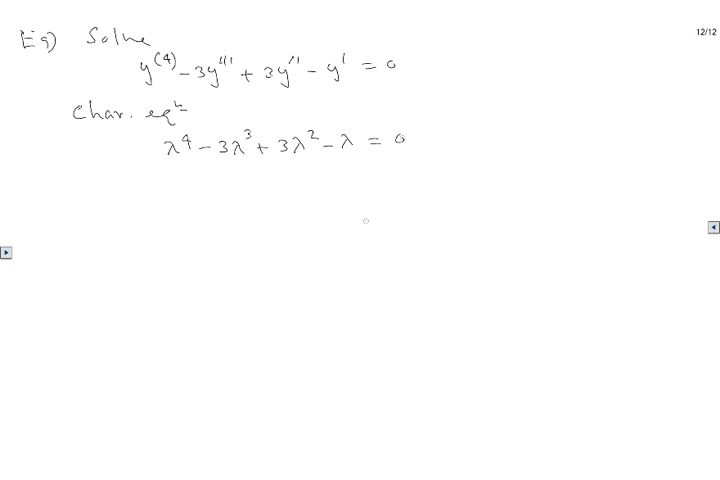 12/12
Eg) Solve
y⁽⁴⁾ - 3y''' + 3y'' - y' = 0
Char. eqⁿ
λ⁴ - 3λ³ + 3λ² - λ = 0